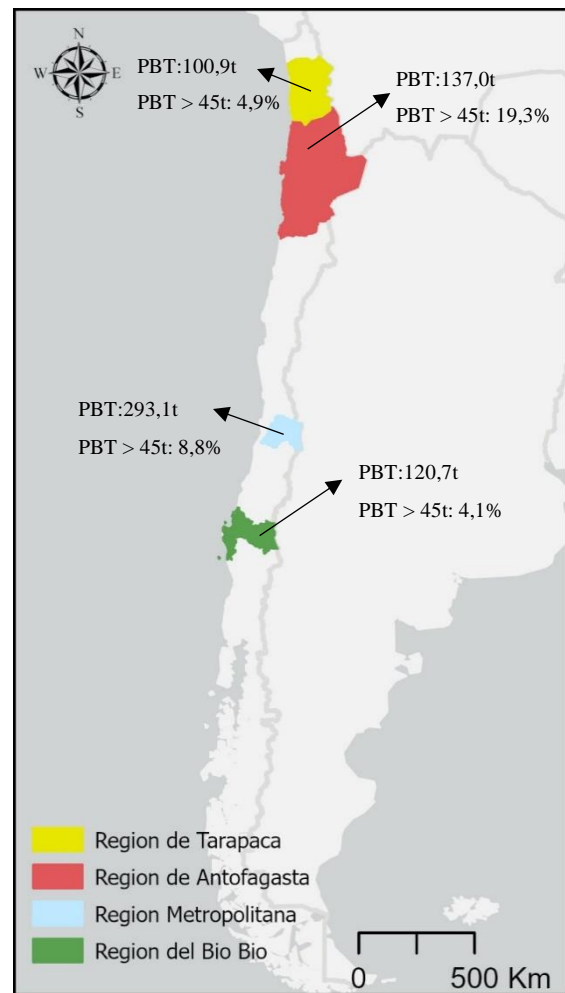 N
W
E
S
PBT:100,9t
PBT > 45t: 4,9%
PBT:137,0t
PBT > 45t: 19,3%
PBT:293,1t
PBT > 45t: 8,8%
PBT:120,7t
PBT > 45t: 4,1%
Region de Tarapaca
Region de Antofagasta
Region Metropolitana
Region del Bio Bio
0 500 Km